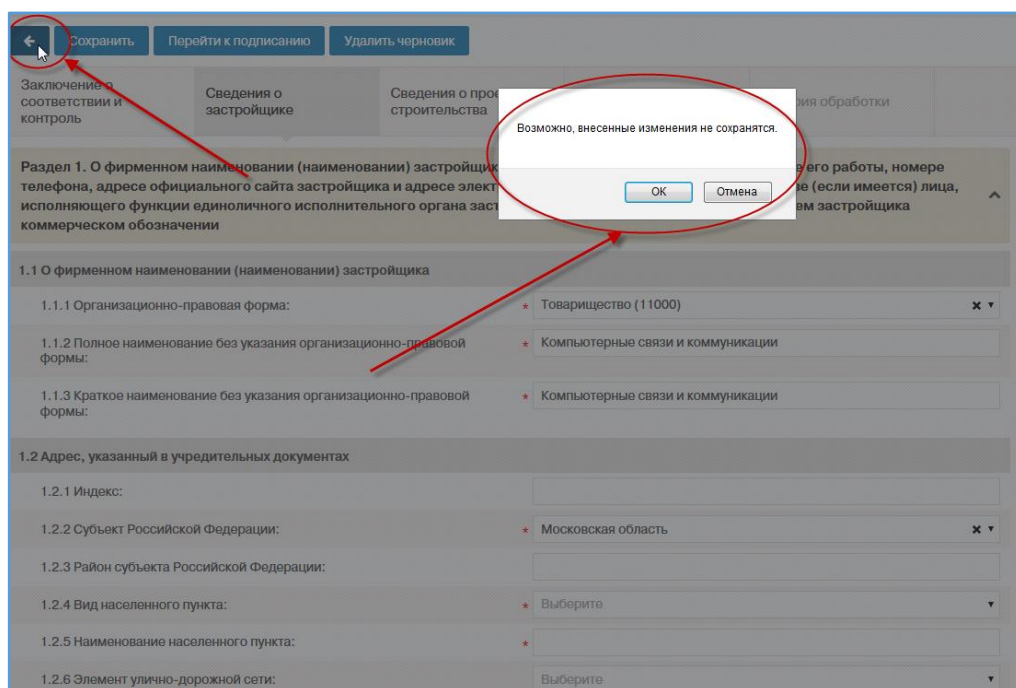 Сохранить Перейти к подписанию Удалить черновик
Заключение о соответствии и контроль
Сведения о застройщике
Сведения о строительства
обработки
Возможно, внесенные изменения не сохранятся.
OK Отмена
Раздел 1. О фирменном наименовании (наименовании) его работы, номере
телефона, адресе официального сайта застройщика и адресе (если имеется) лица,
исполняющего функции единоличного исполнительного органа застройщика
коммерческом обозначении
1.1 О фирменном наименовании (наименовании) застройщика
1.1.1 Организационно-правовая форма: * Товарищество (11000)
1.1.2 Полное наименование без указания организационно-правовой * Компьютерные связи и коммуникации
формы:
1.1.3 Краткое наименование без указания организационно-правовой * Компьютерные связи и коммуникации
формы:
1.2 Адрес, указанный в учредительных документах
1.2.1 Индекс:
1.2.2 Субъект Российской Федерации: * Московская область
1.2.3 Район субъекта Российской Федерации:
1.2.4 Вид населенного пункта: * Выберите
1.2.5 Наименование населенного пункта: *
1.2.6 Элемент улично-дорожной сети: Выберите